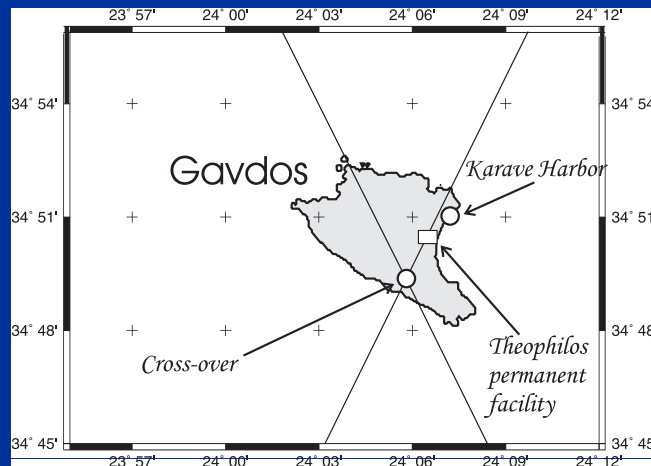 23° 57' 24° 00' 24° 06' 24° 09' 24° 12'
34° 54' 34° 54'
Gavdos
Karave Harbor
34° 51' 34° 51
34° 48' 34° 48
Cross-over
Theophilos
permanent
facility
34° 45' 34° 45
23° 57' 24° 00' 24° 03' 24° 06' 24° 09' 24° 12'